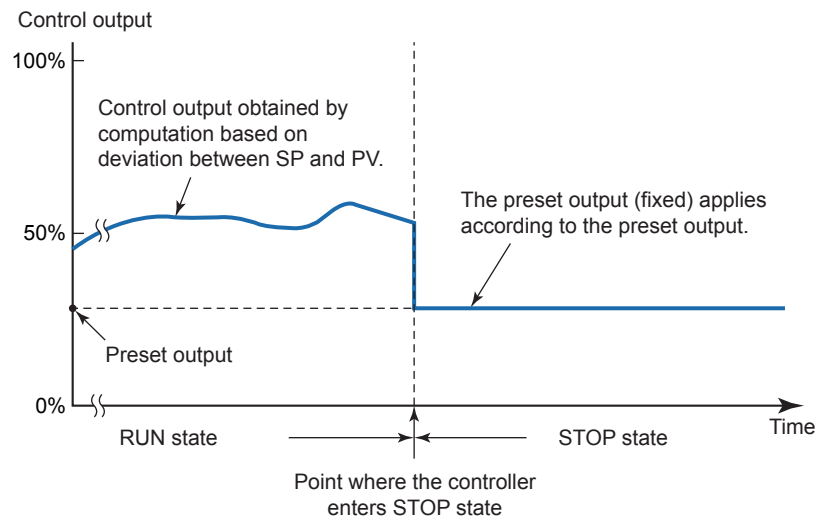 Control output
100%
Control output obtained by
computation based on
deviation between SP and PV.
The preset output (fixed) applies
according to the preset output.
50%
Preset output
0%
Time
RUN state
STOP state
Point where the controller
enters STOP state